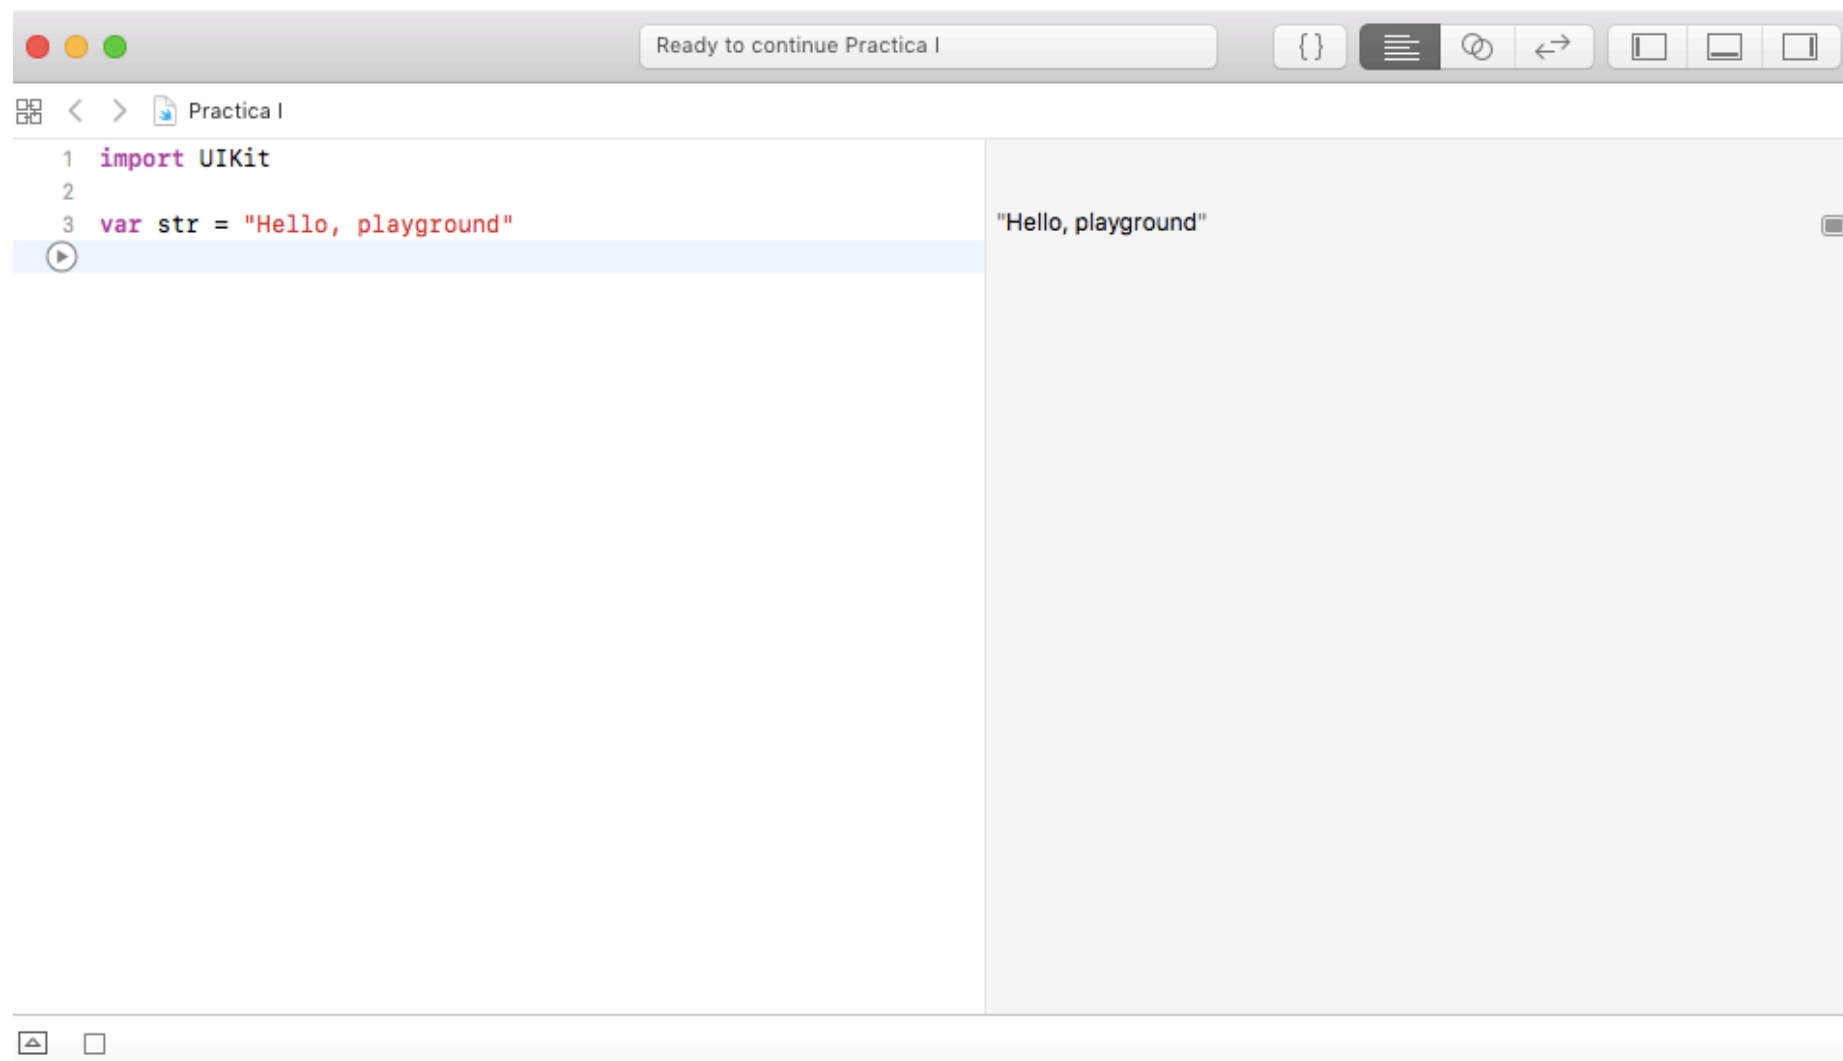 Ready to continue Practica I
{ }
Practica I
1 import UIKit
2
3 var str = "Hello, playground"
"Hello, playground"